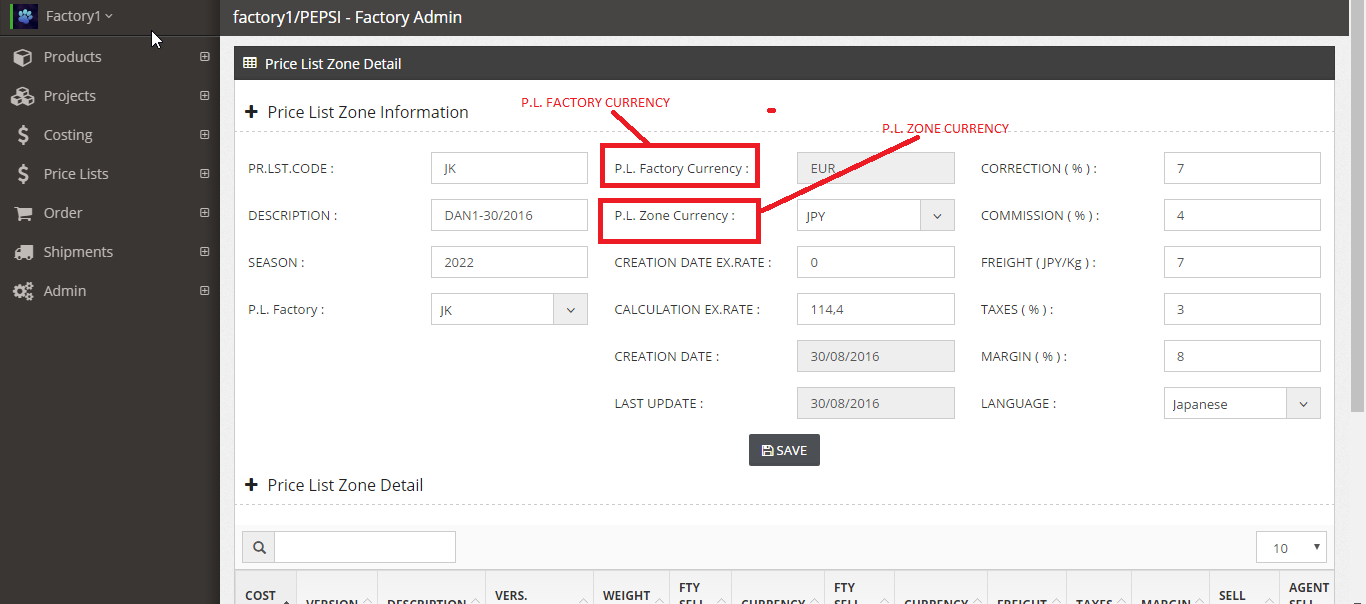 Factory1
factory1/PEPSI - Factory Admin
Products
Projects
Costing
Price Lists
Order
Shipments
Admin
Price List Zone Detail
Price List Zone Information
P.L. FACTORY CURRENCY
P.L. ZONE CURRENCY
PR.LST.CODE : JK P.L. Factory Currency : EUR CORRECTION ( % ) : 7
DESCRIPTION : DAN1-30/2016 P.L. Zone Currency : JPY COMMISSION ( % ) : 4
SEASON : 2022 CREATION DATE EX.RATE : 0 FREIGHT ( JPY/Kg ) : 7
P.L. Factory : JK CALCULATION EX.RATE : 114,4 TAXES ( % ) : 3
CREATION DATE : 30/08/2016 MARGIN ( % ) : 8
LAST UPDATE : 30/08/2016 LANGUAGE : Japanese
SAVE
Price List Zone Detail
10
FTY FTY AGENT
COST VERS. WEIGHT SELL
VERSION DESCRIPTION SELL CURRENCY SELL CURRENCY FREIGHT TAXES MARGIN SELL